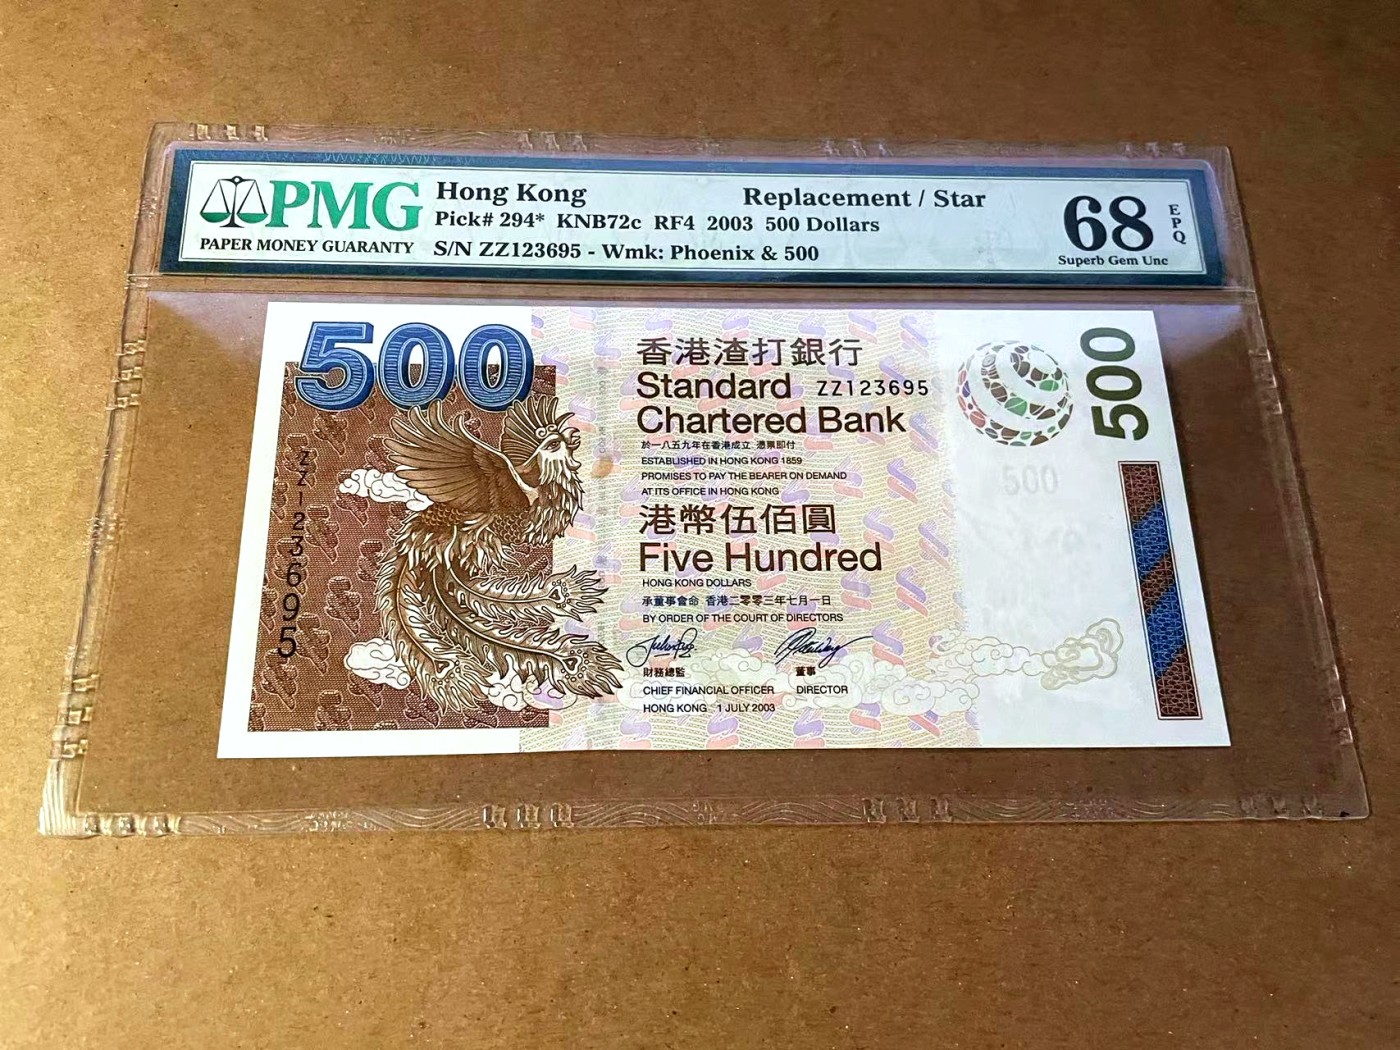 PMG
PAPER MONEY GUARANTY
Hong Kong
Replacement / Star
Pick# 294* KNB72c RF4 2003 500 Dollars
S/N ZZ123695 - Wmk: Phoenix & 500
68
EPQ
Superb Gem Unc
500
ZZ123695
香港渣打銀行
Standard ZZ123695
Chartered Bank
於一八五九年在香港成立 憑票即付
ESTABLISHED IN HONG KONG 1859
PROMISES TO PAY THE BEARER ON DEMAND
AT ITS OFFICE IN HONG KONG
港幣伍佰圓
Five Hundred
HONG KONG DOLLARS
承董事會命 香港二零零三年七月一日
BY ORDER OF THE COURT OF DIRECTORS
財務總監 董事
CHIEF FINANCIAL OFFICER DIRECTOR
HONG KONG 1 JULY 2003
500
500